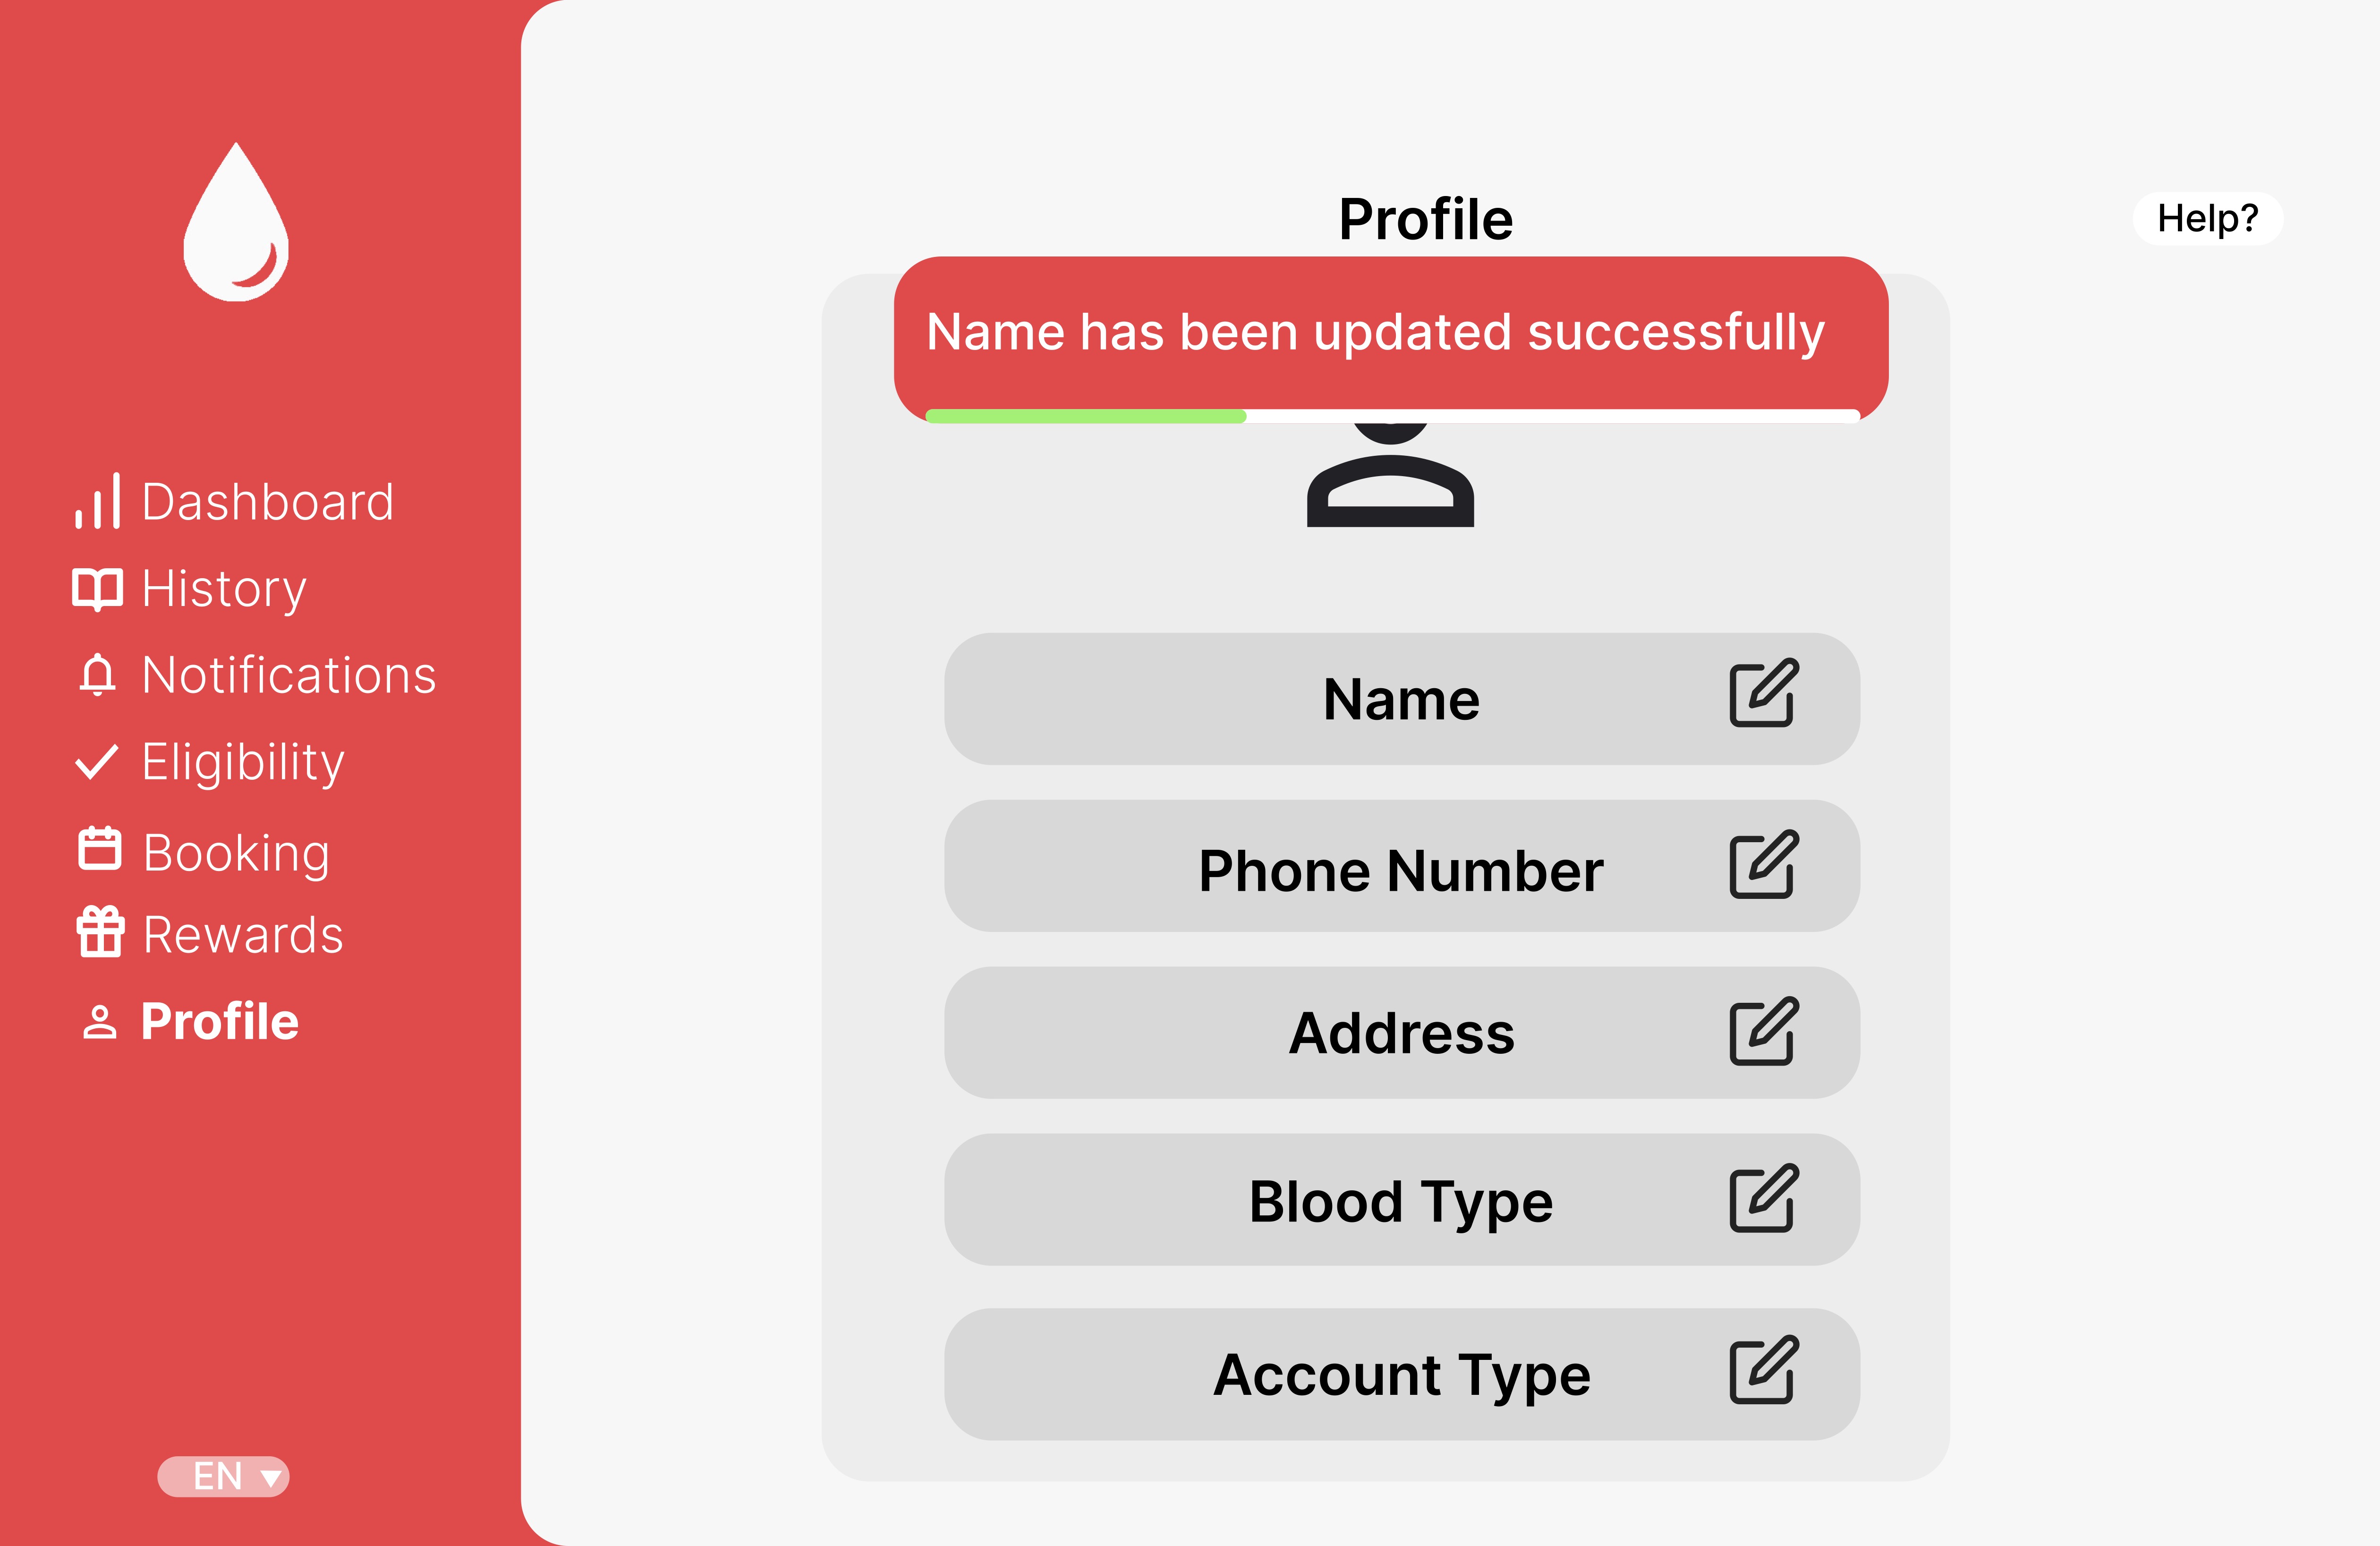 Dashboard
History
Notifications
Eligibility
Booking
Rewards
Profile
EN
Profile
Help?
Name has been updated successfully
Name
Phone Number
Address
Blood Type
Account Type